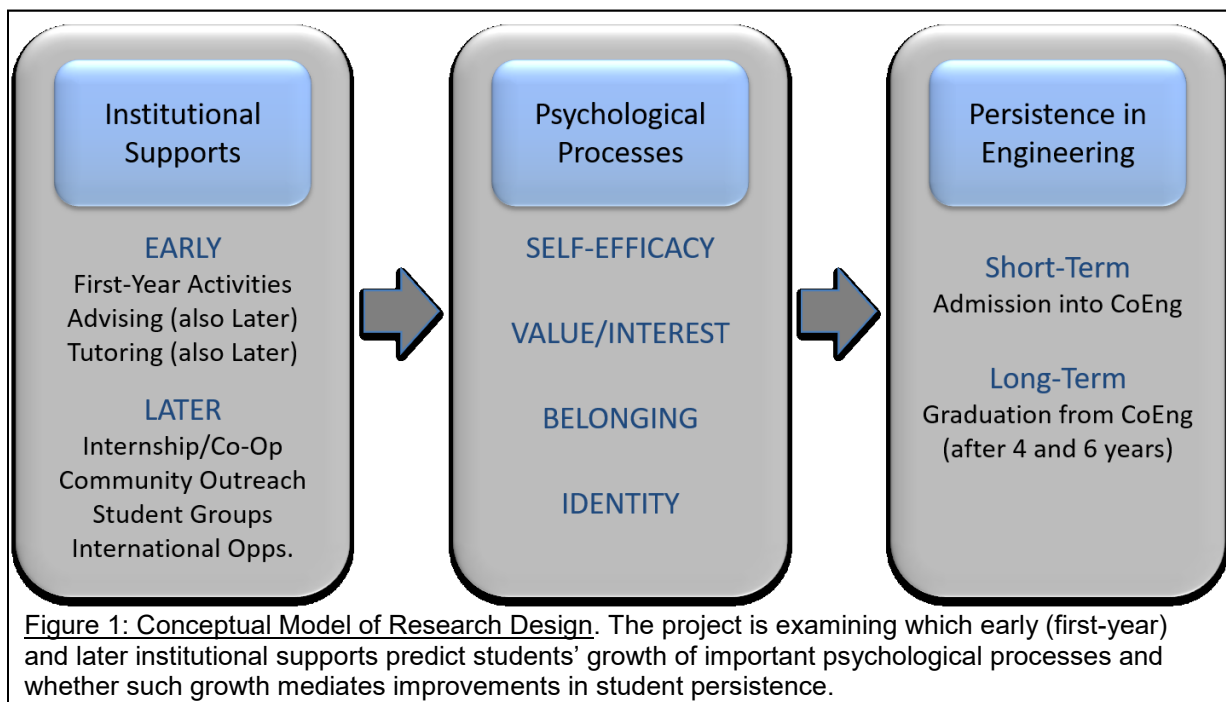 Institutional
Supports
EARLY
First-Year Activities
Advising (also Later)
Tutoring (also Later)
LATER
Internship/Co-Op
Community Outreach
Student Groups
International Opps.
Psychological
Processes
SELF-EFFICACY
VALUE/INTEREST
BELONGING
IDENTITY
Persistence in
Engineering
Short-Term
Admission into CoEng
Long-Term
Graduation from CoEng
(after 4 and 6 years)
Figure 1: Conceptual Model of Research Design. The project is examining which early (first-year)
and later institutional supports predict students’ growth of important psychological processes and
whether such growth mediates improvements in student persistence.